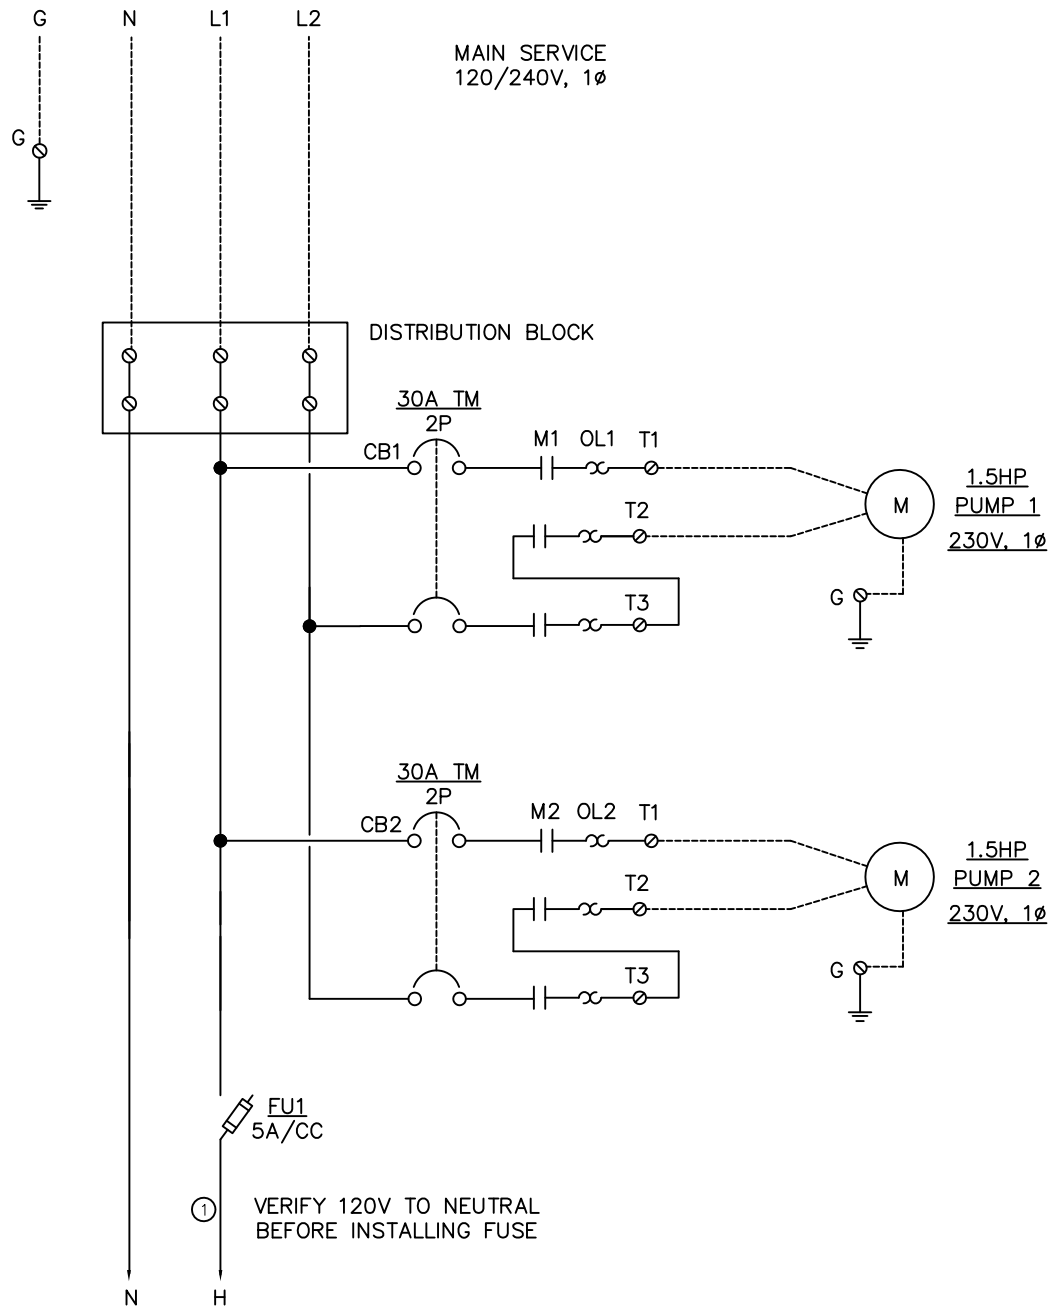 G N L1 L2
MAIN SERVICE
120/240V, 1ø
G
DISTRIBUTION BLOCK
30A TM
2P
CB1
M1 OL1 T1
T2
T3
M
1.5HP
PUMP 1
230V, 1ø
G
30A TM
2P
CB2
M2 OL2 T1
T2
T3
M
1.5HP
PUMP 2
230V, 1ø
G
FU1
5A/CC
1
VERIFY 120V TO NEUTRAL
BEFORE INSTALLING FUSE
N H